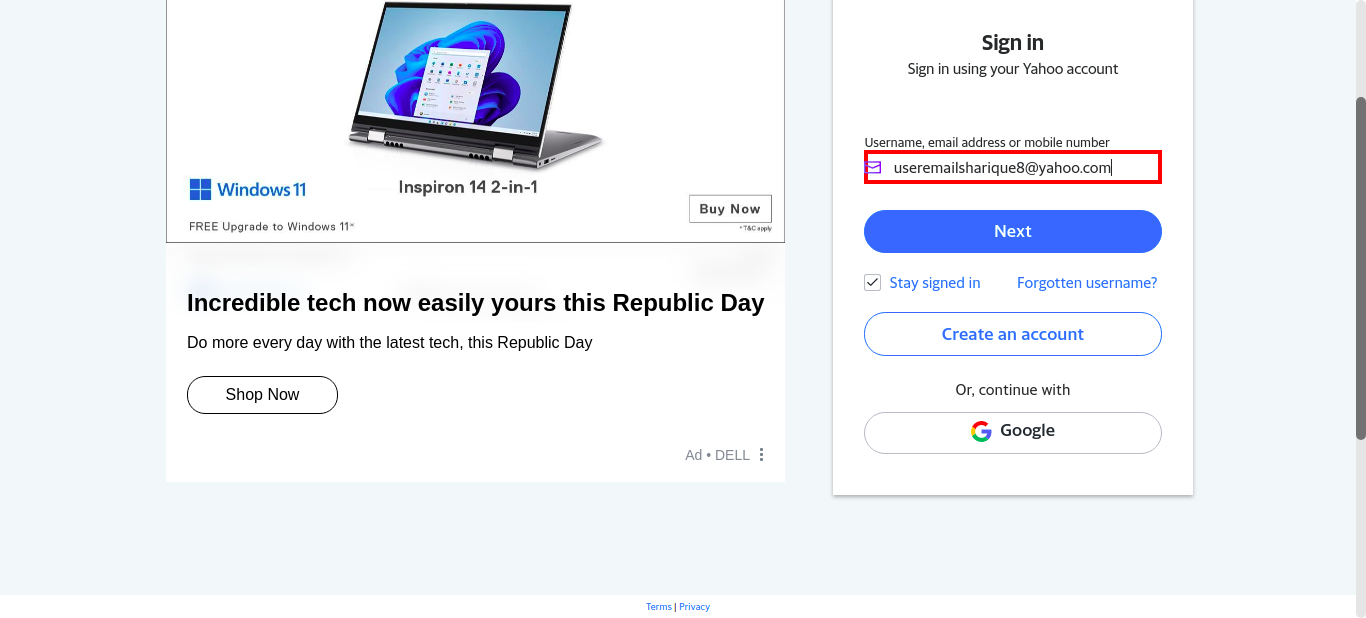 Windows 11
Inspiron 14 2-in-1
Buy Now
FREE Upgrade to Windows 11*
*T&C apply
Incredible tech now easily yours this Republic Day
Do more every day with the latest tech, this Republic Day
Shop Now
Ad • DELL
Sign in
Sign in using your Yahoo account
Username, email address or mobile number
useremailsharique8@yahoo.com
Next
Stay signed in
Forgotten username?
Create an account
Or, continue with
Google
Terms | Privacy